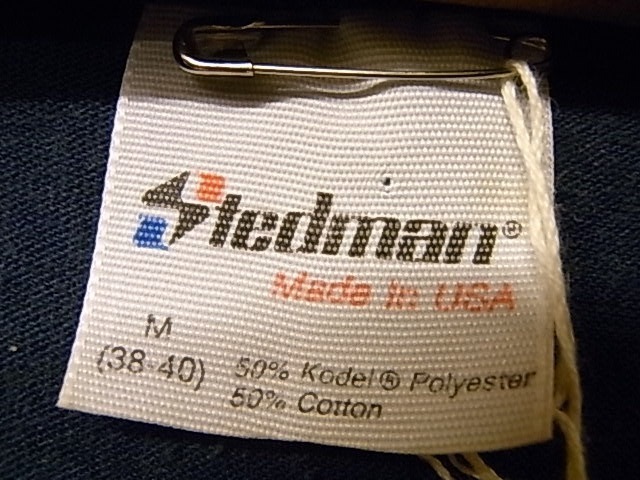 Stedman®
Made in USA
M
(38-40)
50% Kodel® Polyester
50% Cotton